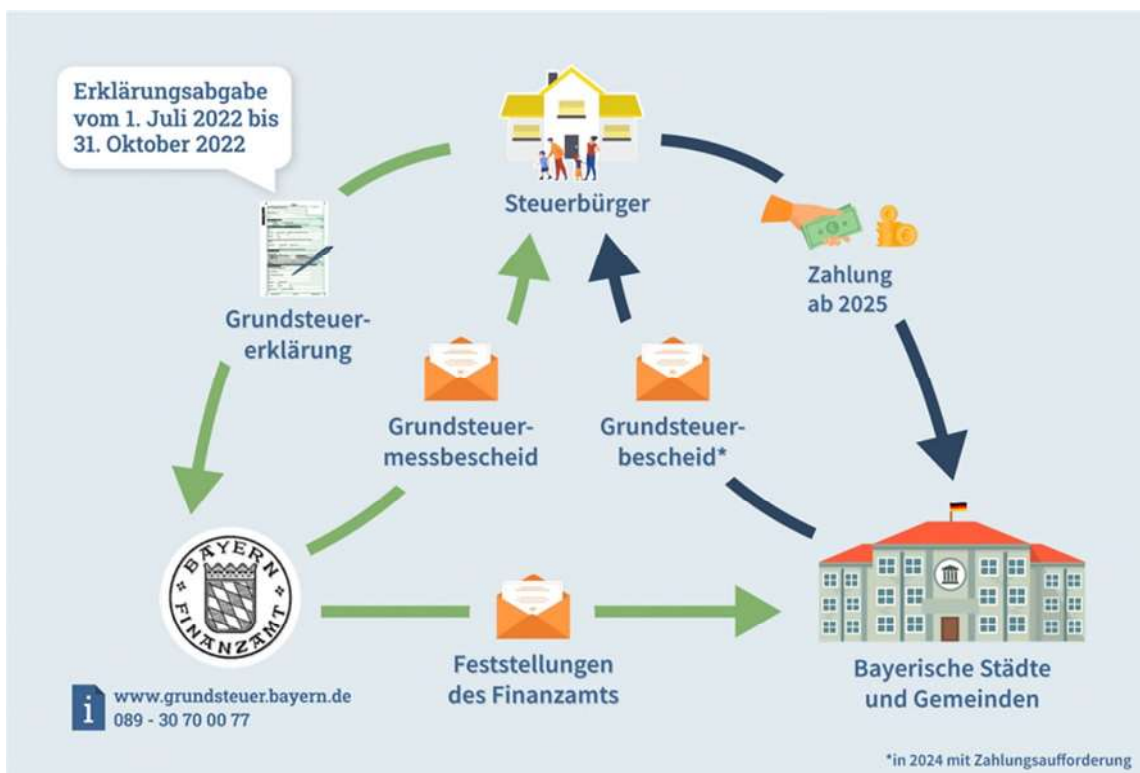 Erklärungsabgabe
vom 1. Juli 2022 bis
31. Oktober 2022
Steuerbürger
Grundsteuer-
erklärung
Zahlung
ab 2025
Grundsteuer-
messbescheid
Grundsteuer-
bescheid*
BAYERN
FINANZAMT
Feststellungen
des Finanzamts
Bayerische Städte
und Gemeinden
i
www.grundsteuer.bayern.de
089 - 30 70 00 77
*in 2024 mit Zahlungsaufforderung